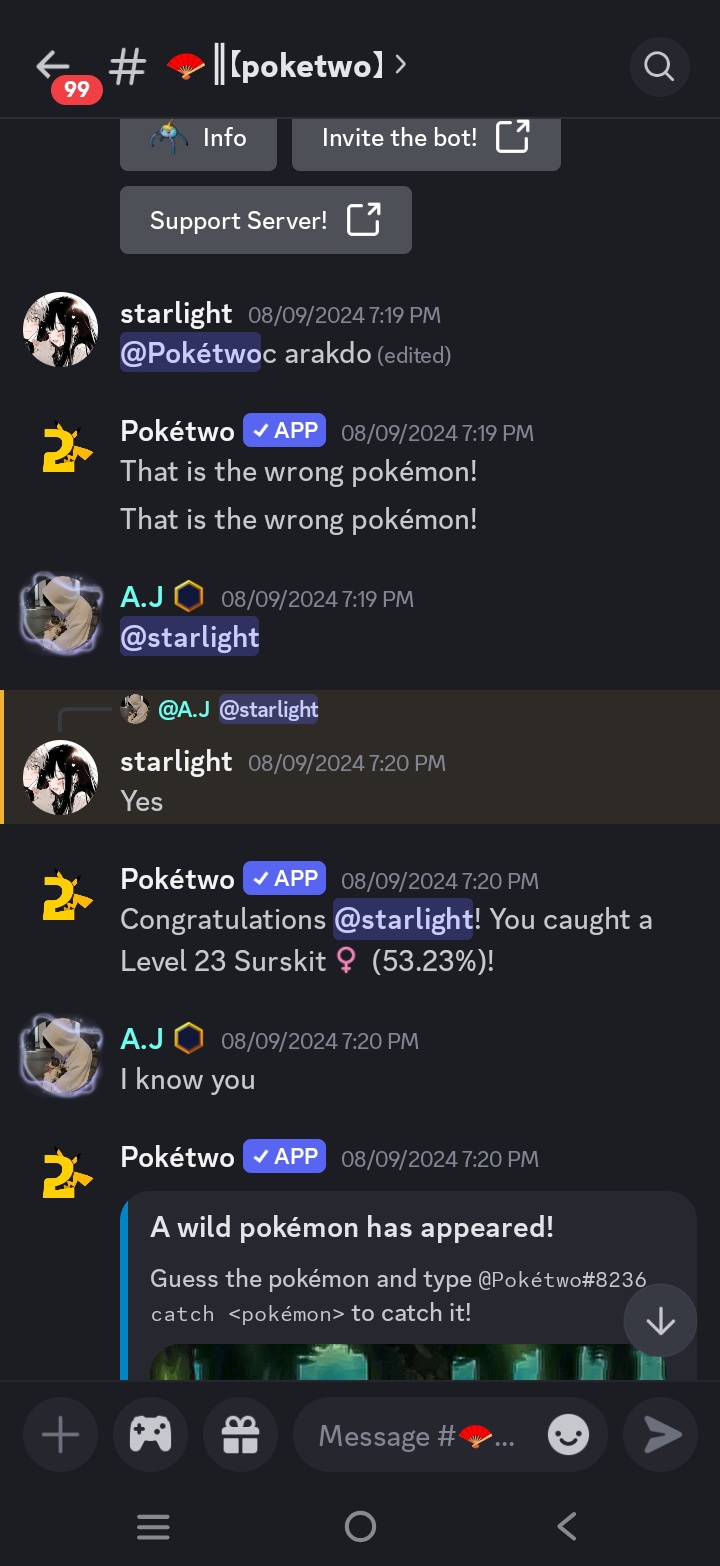 99
# 🪭║【poketwo】 >
Info
Invite the bot!
Support Server!
starlight 08/09/2024 7:19 PM
@Pokétwoc arakdo (edited)
Pokétwo ✓ APP 08/09/2024 7:19 PM
That is the wrong pokémon!
That is the wrong pokémon!
A.J 08/09/2024 7:19 PM
@starlight
@A.J @starlight
starlight 08/09/2024 7:20 PM
Yes
Pokétwo ✓ APP 08/09/2024 7:20 PM
Congratulations @starlight! You caught a
Level 23 Surskit ♀ (53.23%)!
A.J 08/09/2024 7:20 PM
I know you
Pokétwo ✓ APP 08/09/2024 7:20 PM
A wild pokémon has appeared!
Guess the pokémon and type @Pokétwo#8236
catch <pokémon> to catch it!
Message #🪭...